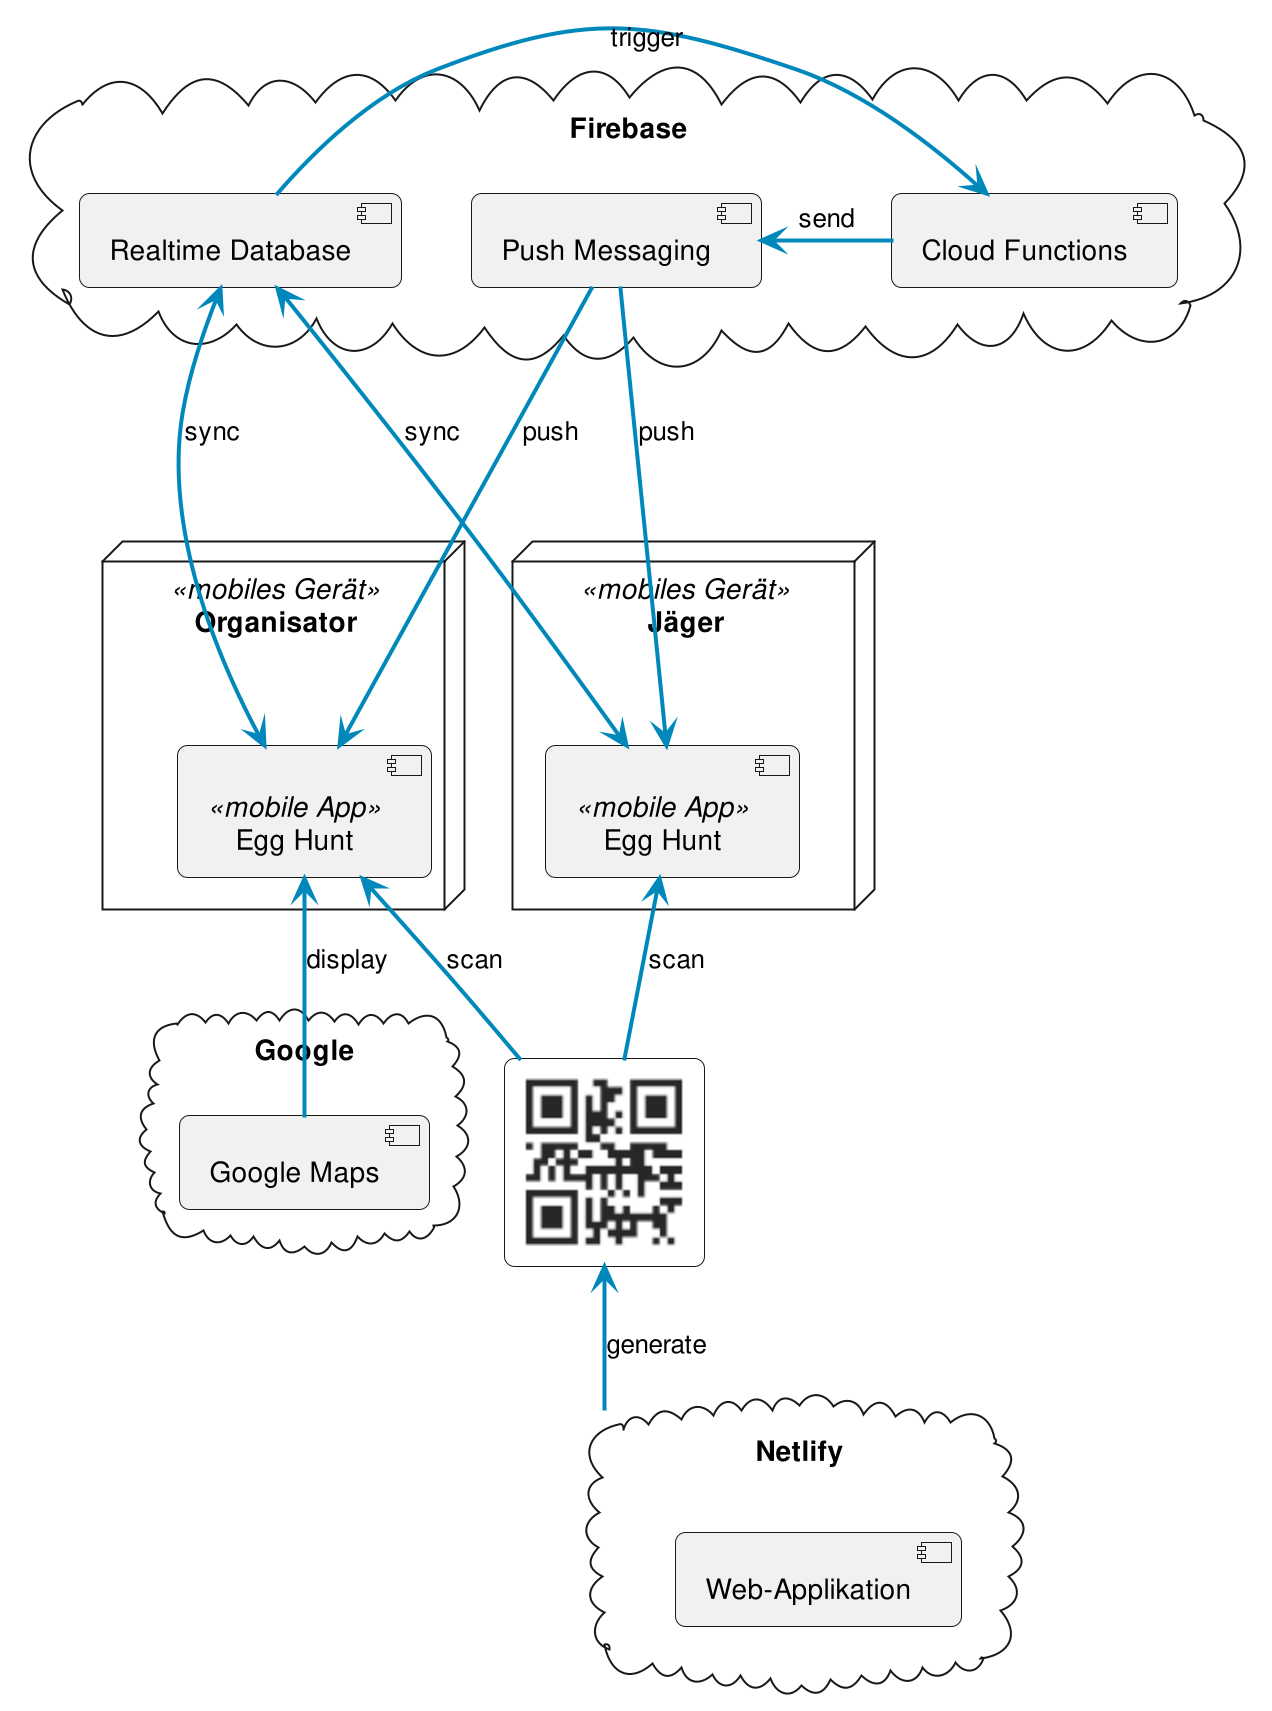 trigger
Firebase
Realtime Database
Push Messaging
send
Cloud Functions
sync
sync
push
push
«mobiles Gerät»
Organisator
«mobiles Gerät»
Jäger
«mobile App»
Egg Hunt
«mobile App»
Egg Hunt
display
scan
scan
Google
Google Maps
generate
Netlify
Web-Applikation